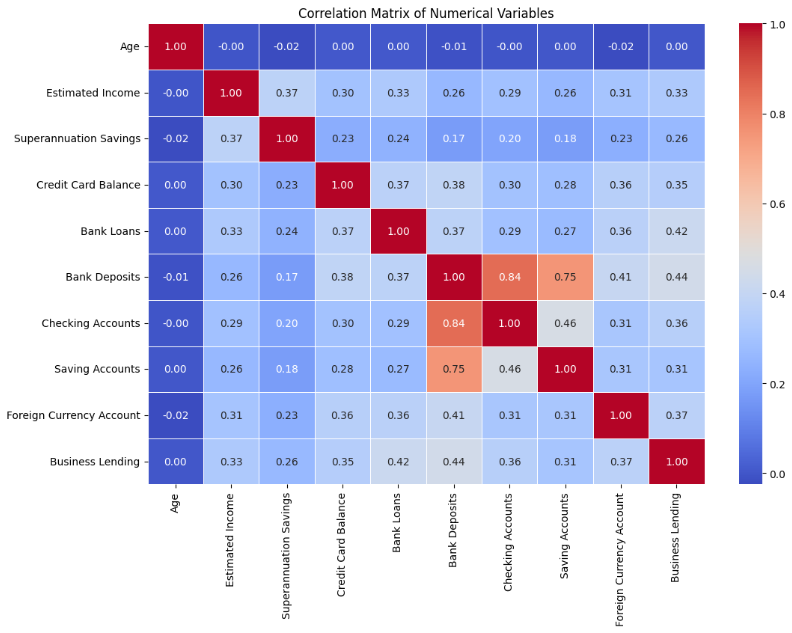 Correlation Matrix of Numerical Variables
Age 1.00 -0.00 -0.02 0.00 0.00 -0.01 -0.00 0.00 -0.02 0.00
Estimated Income -0.00 1.00 0.37 0.30 0.33 0.26 0.29 0.26 0.31 0.33
Superannuation Savings -0.02 0.37 1.00 0.23 0.24 0.17 0.20 0.18 0.23 0.26
Credit Card Balance 0.00 0.30 0.23 1.00 0.37 0.38 0.30 0.28 0.36 0.35
Bank Loans 0.00 0.33 0.24 0.37 1.00 0.37 0.29 0.27 0.36 0.42
Bank Deposits -0.01 0.26 0.17 0.38 0.37 1.00 0.84 0.75 0.41 0.44
Checking Accounts -0.00 0.29 0.20 0.30 0.29 0.84 1.00 0.46 0.31 0.36
Saving Accounts 0.00 0.26 0.18 0.28 0.27 0.75 0.46 1.00 0.31 0.31
Foreign Currency Account -0.02 0.31 0.23 0.36 0.36 0.41 0.31 0.31 1.00 0.37
Business Lending 0.00 0.33 0.26 0.35 0.42 0.44 0.36 0.31 0.37 1.00
Age
Estimated Income
Superannuation Savings
Credit Card Balance
Bank Loans
Bank Deposits
Checking Accounts
Saving Accounts
Foreign Currency Account
Business Lending
1.0
0.8
0.6
0.4
0.2
0.0